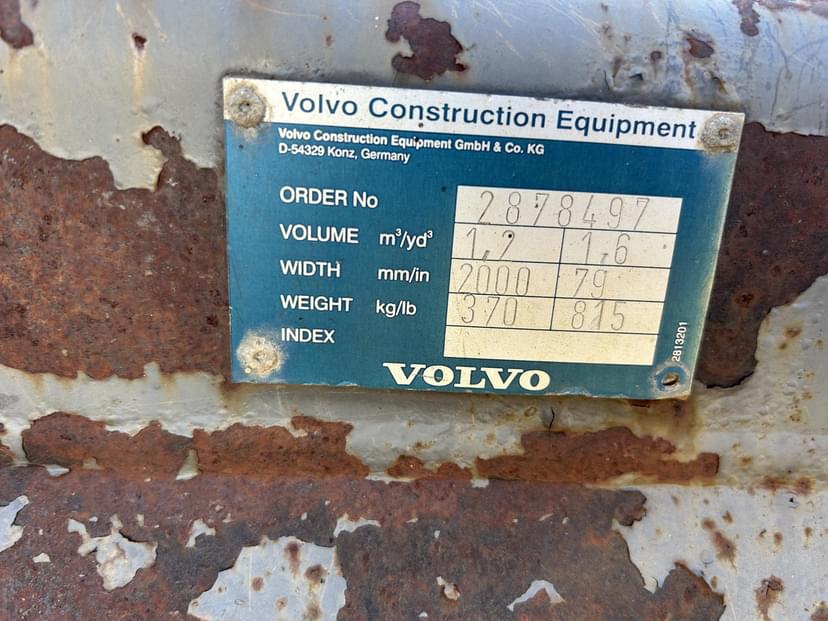 Volvo Construction Equipment
Volvo Construction Equipment GmbH & Co. KG
D-54329 Konz, Germany
ORDER No 2878497
VOLUME m³/yd³ 1,2 1,6
WIDTH mm/in 2000 79
WEIGHT kg/lb 370 815
INDEX
2813201
VOLVO